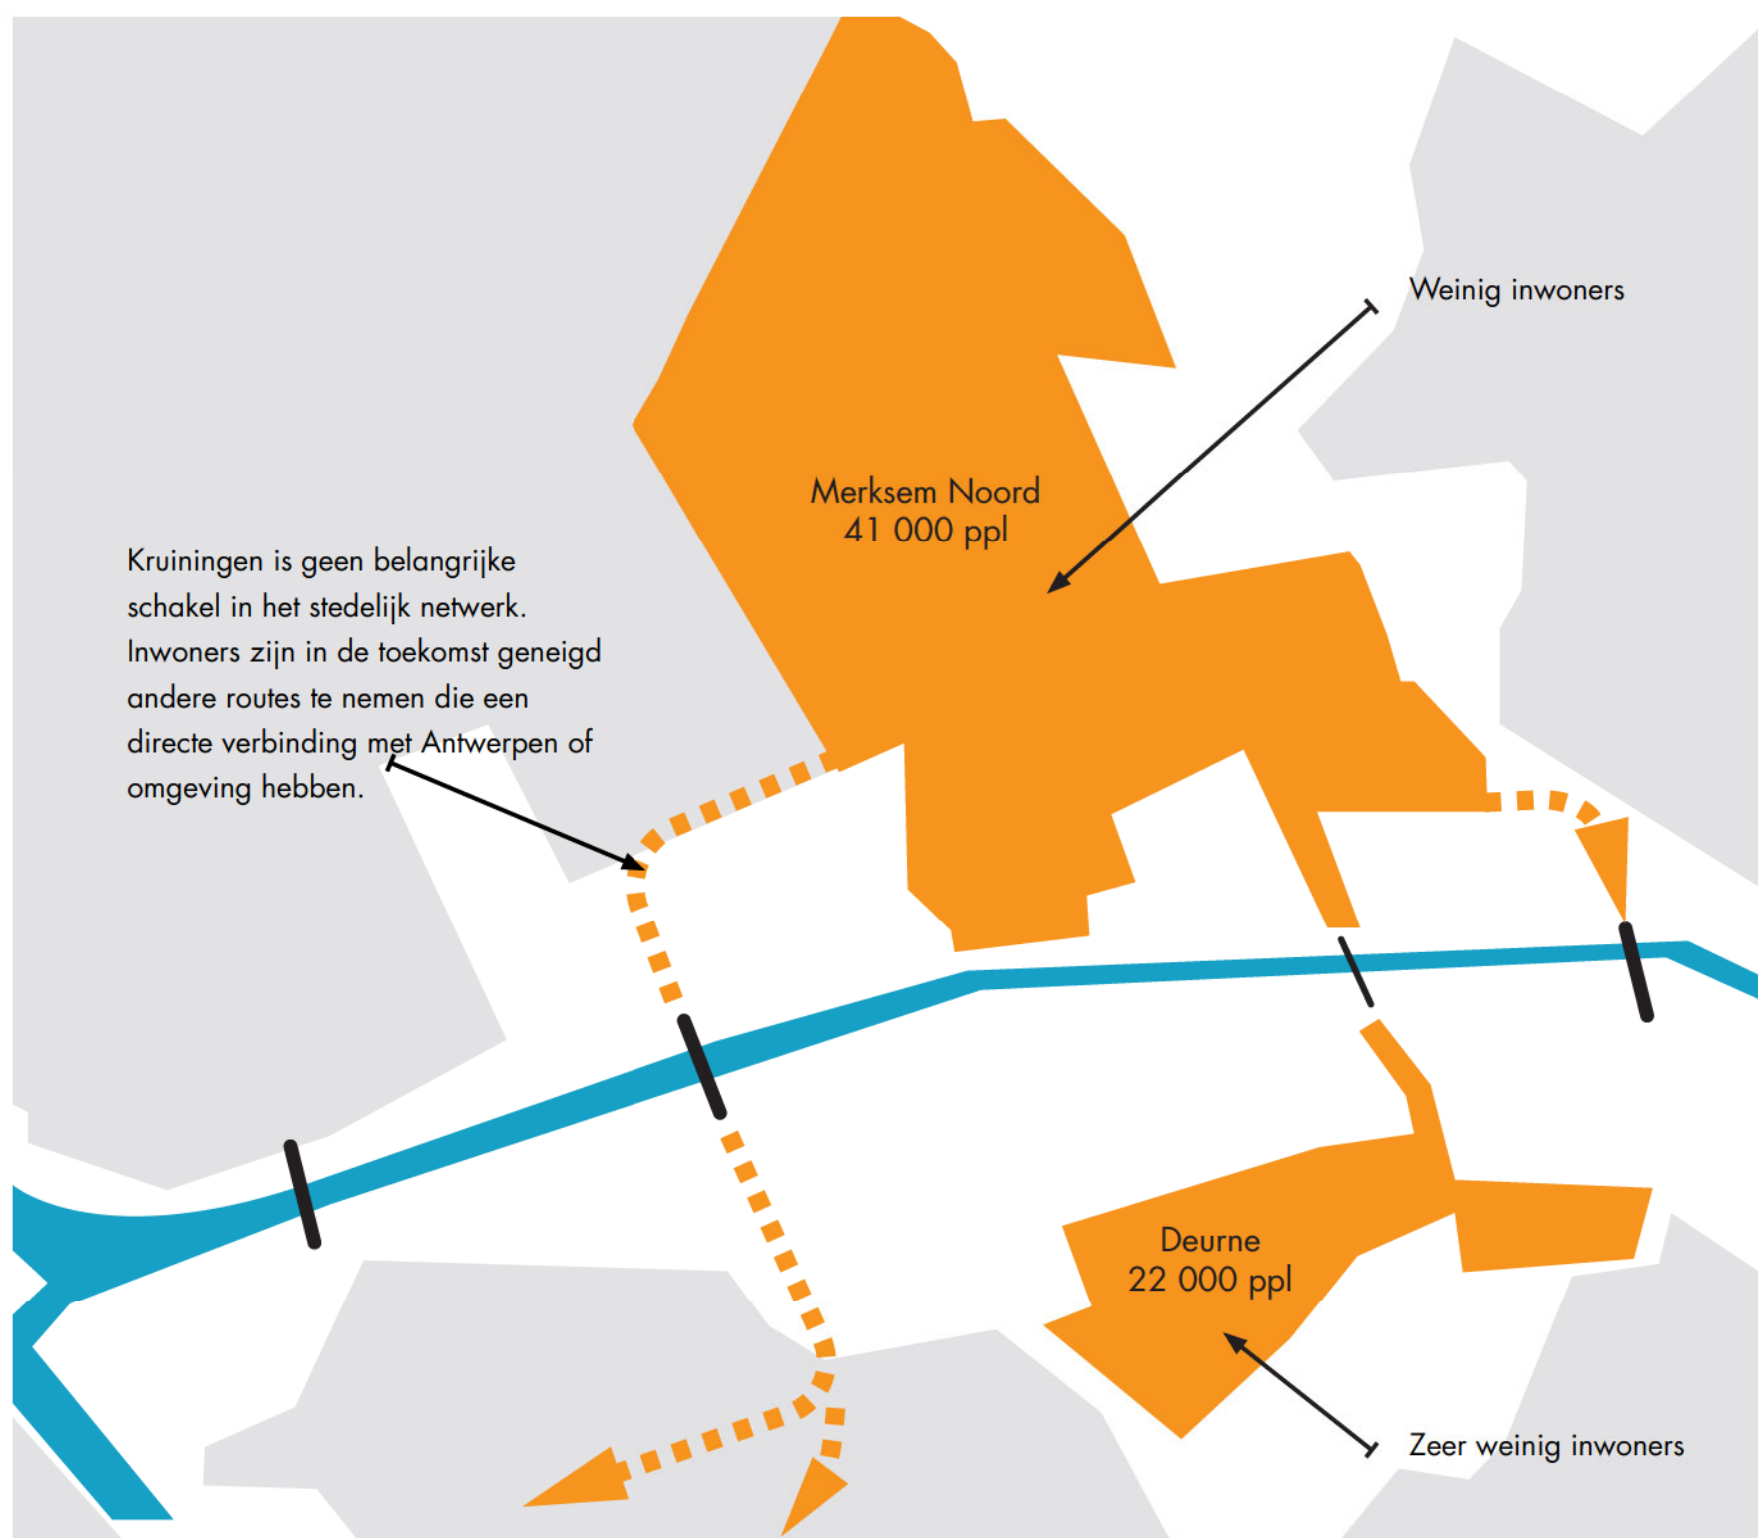 Weinig inwoners
Merksem Noord
41 000 ppl
Kruiningen is geen belangrijke
schakel in het stedelijk netwerk.
Inwoners zijn in de toekomst geneigd
andere routes te nemen die een
directe verbinding met Antwerpen of
omgeving hebben.
Deurne
22 000 ppl
Zeer weinig inwoners